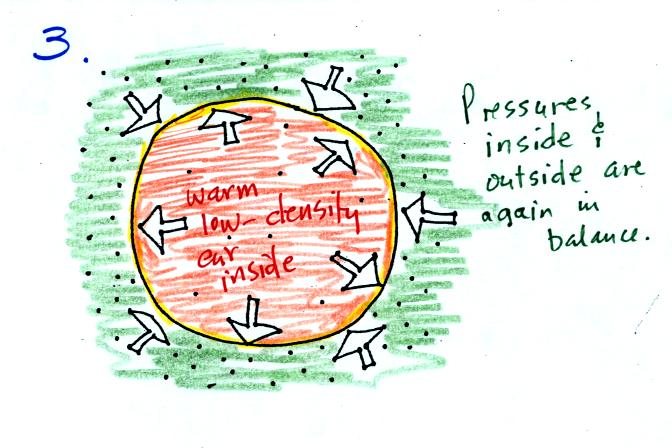 3.
Pressures
inside &
outside are
again in
balance.
warm
low-density
air
inside